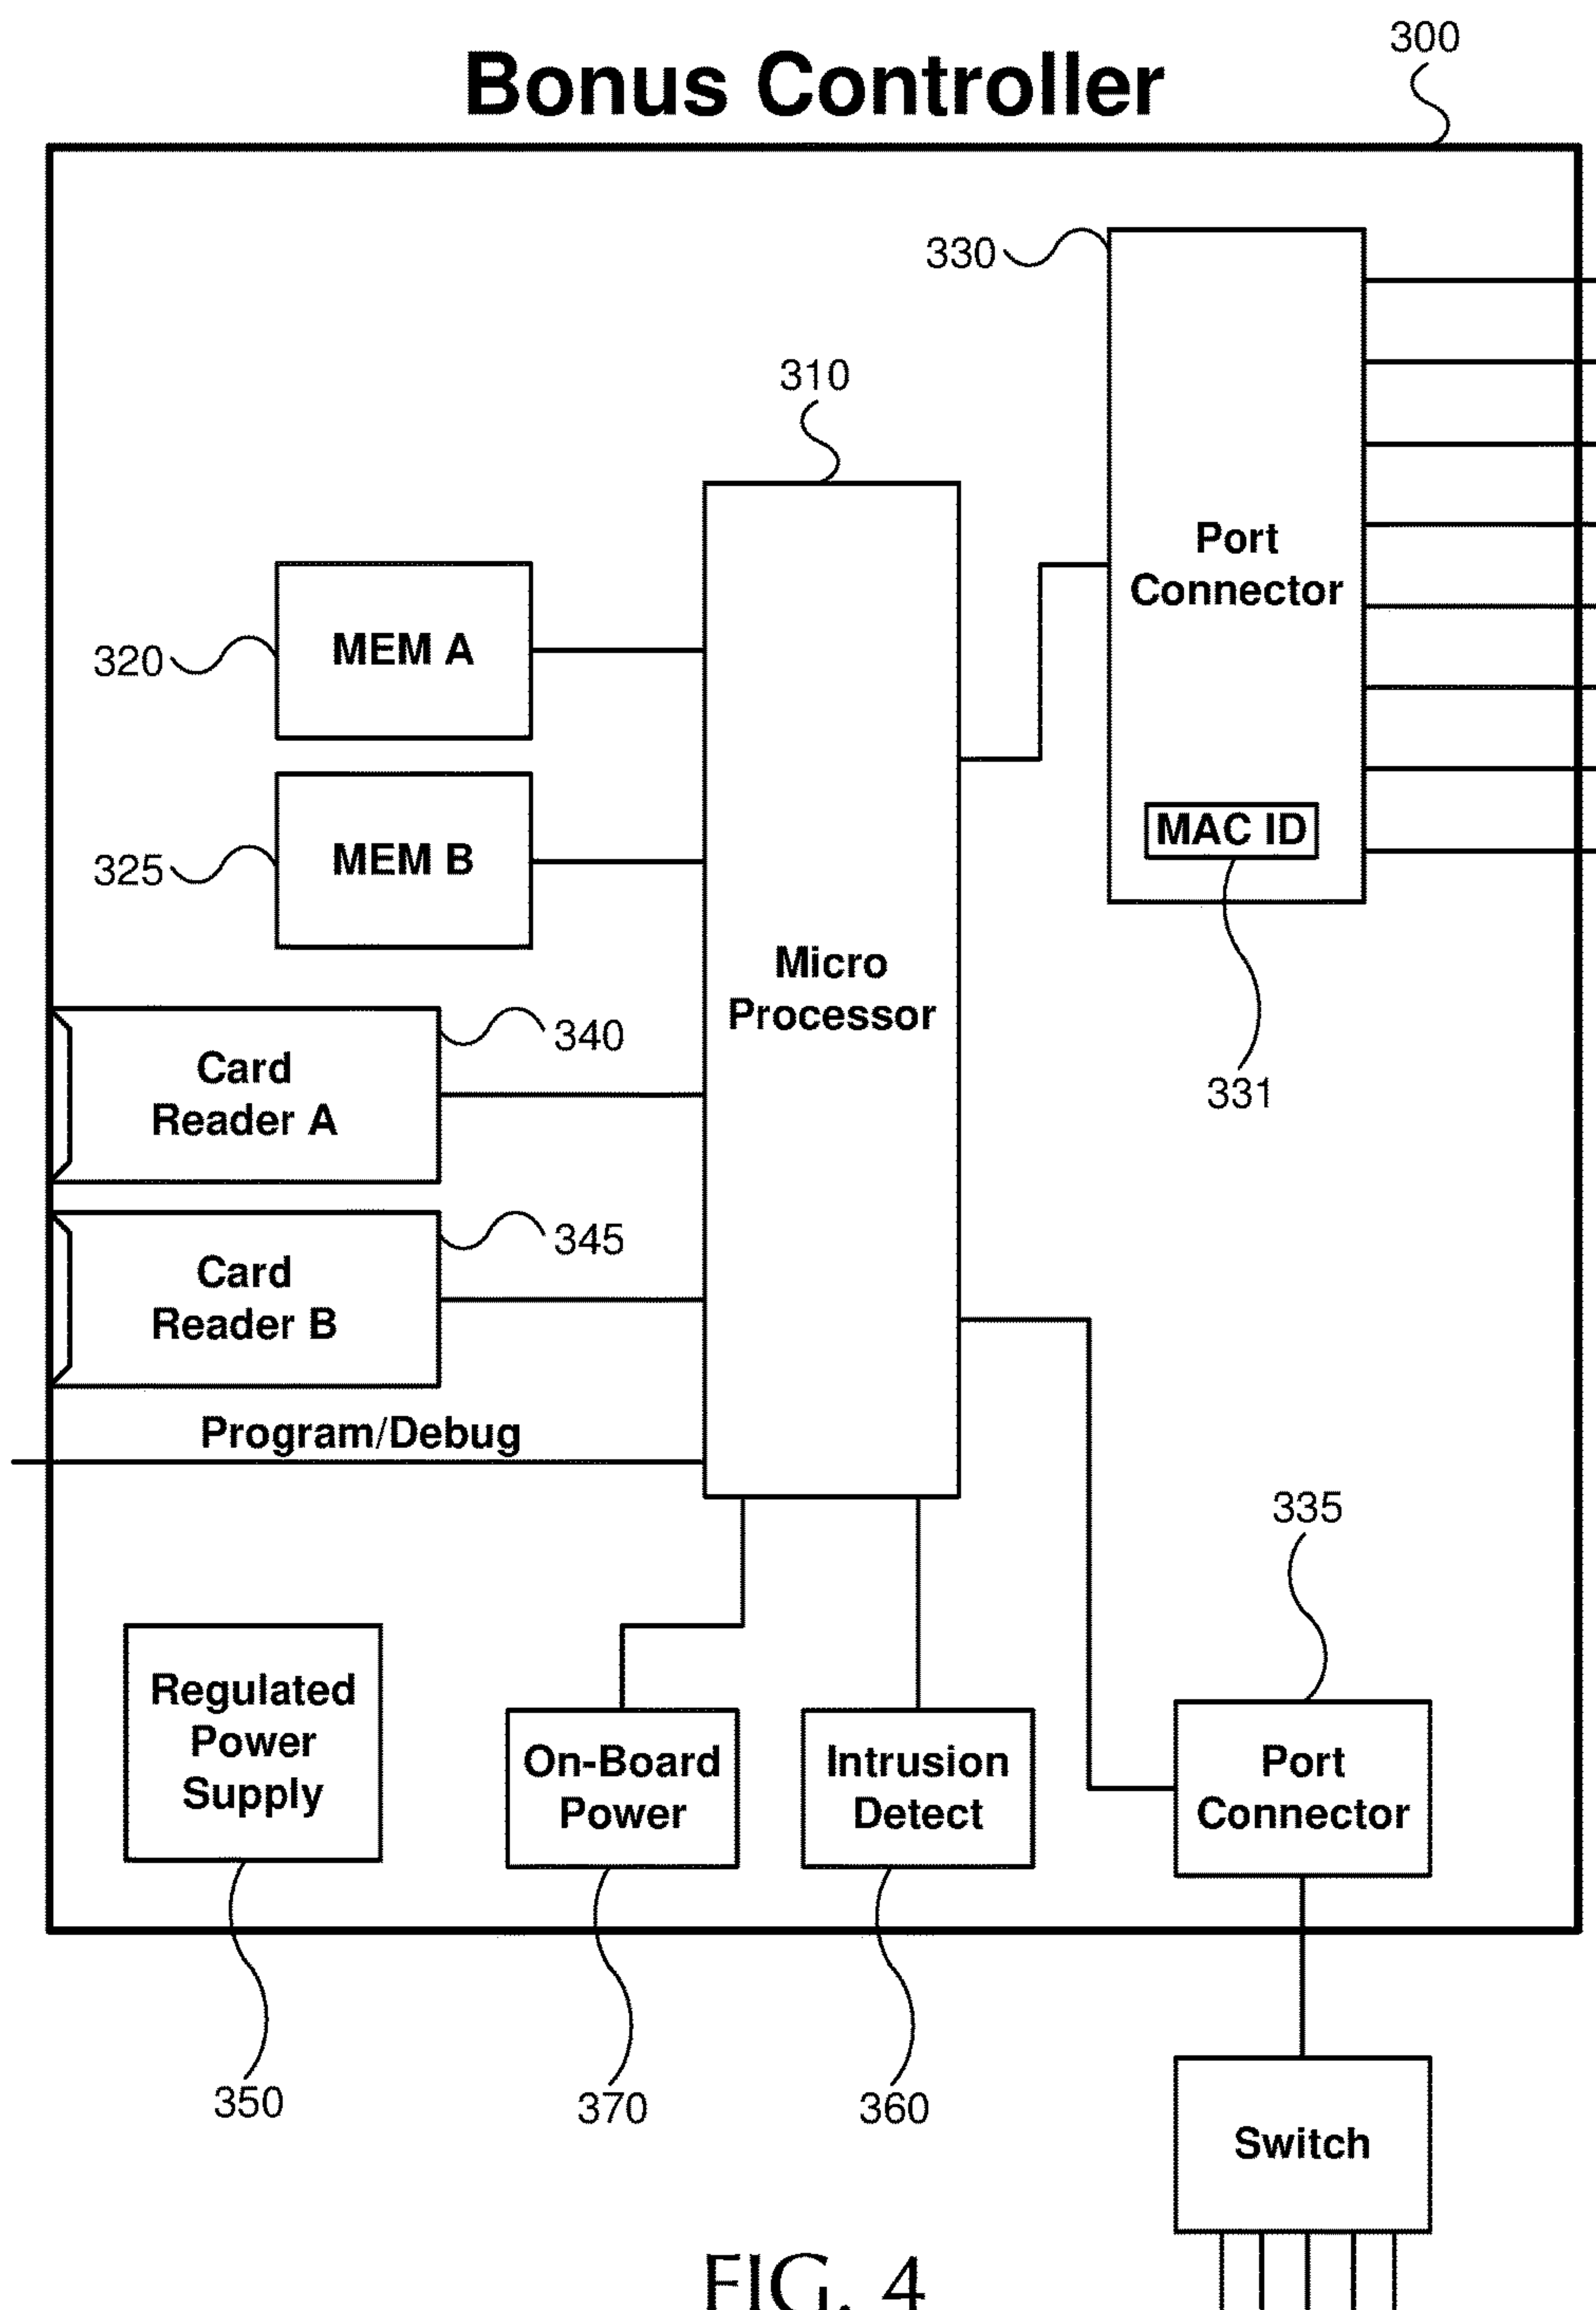 Bonus Controller
300
330
310
Port
Connector
MEM A
320
MAC ID
MEM B
325
Micro
Processor
340
Card
Reader A
331
345
Card
Reader B
Program/Debug
335
Regulated
Power
Supply
On-Board
Power
Intrusion
Detect
Port
Connector
350
370
360
Switch
FIG. 4